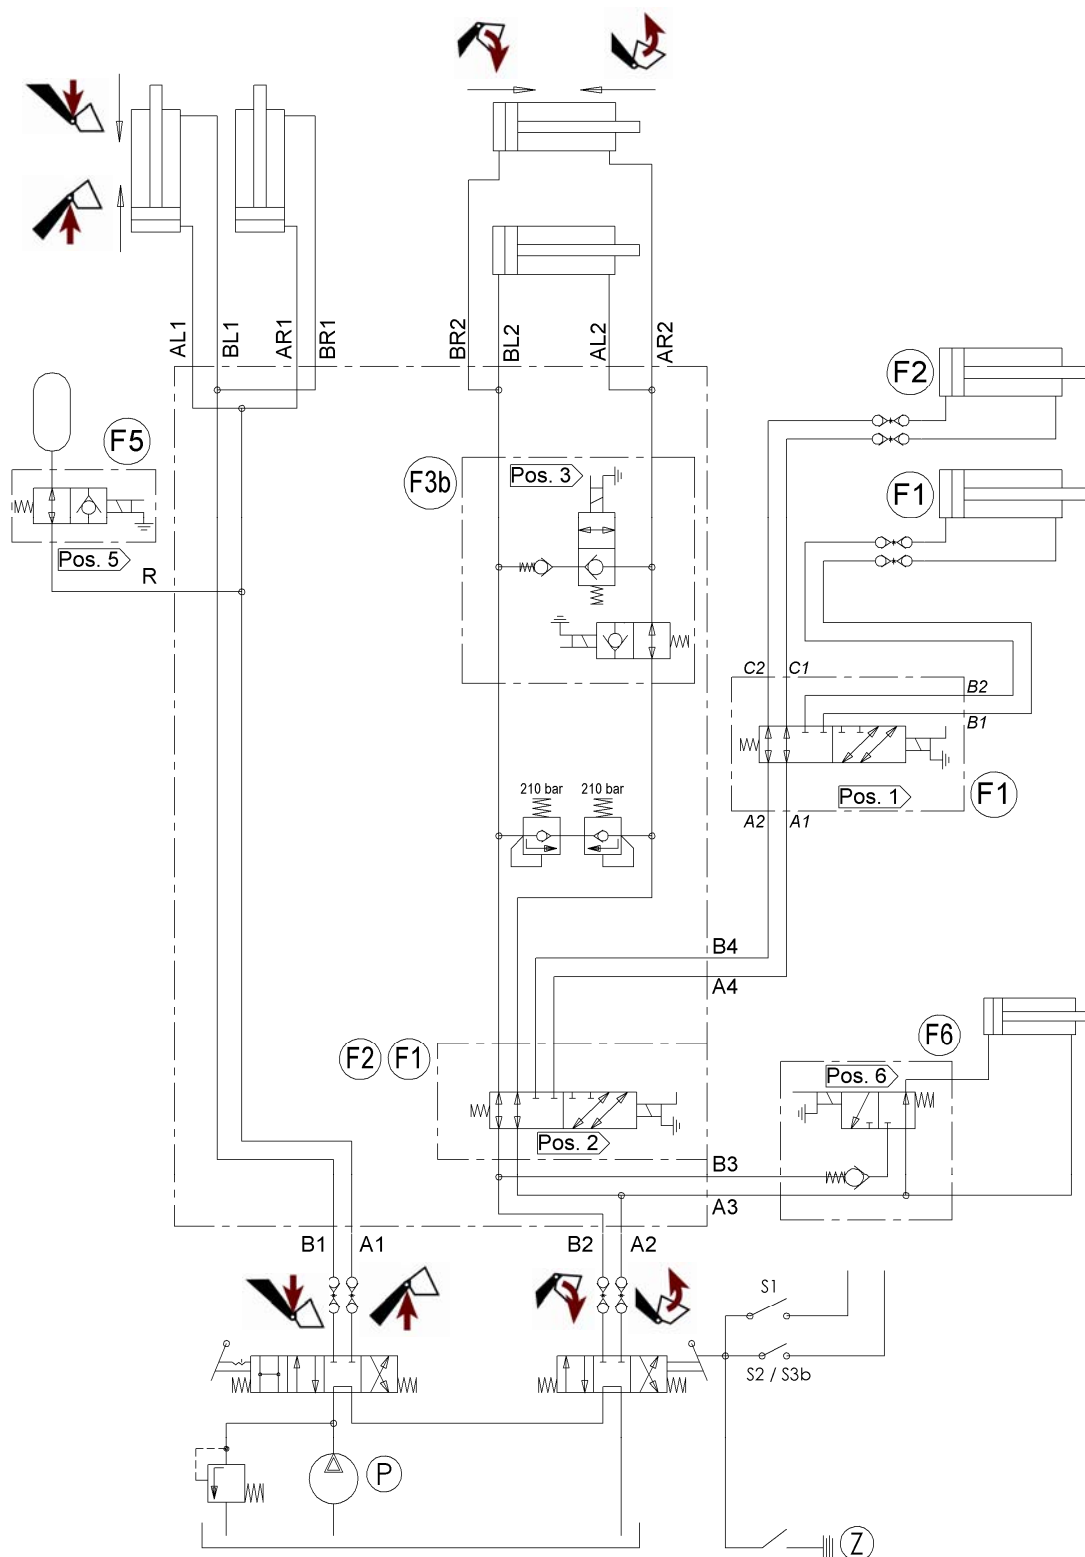 AL1
BL1
AR1
BR1
BR2
BL2
AL2
AR2
F2
F5
F3b
Pos. 3
F1
Pos. 5
R
C2
C1
B2
B1
210 bar
210 bar
Pos. 1
F1
A2
A1
B4
A4
F2
F1
F6
Pos. 6
Pos. 2
B3
A3
B1
A1
B2
A2
S1
S2 / S3b
P
Z